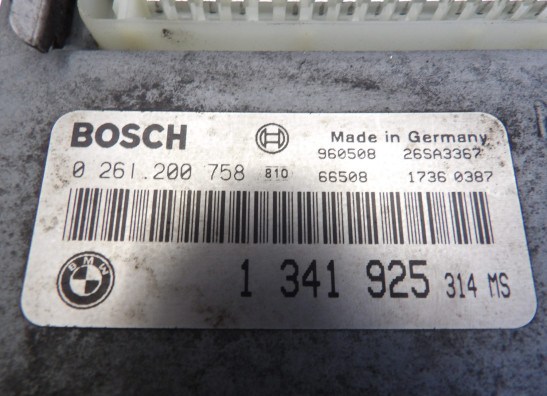 BOSCH Made in Germany
960508 26SA3367
0 261.200 758 810 66508 1736 0387
BMW
1 341 925 314 MS